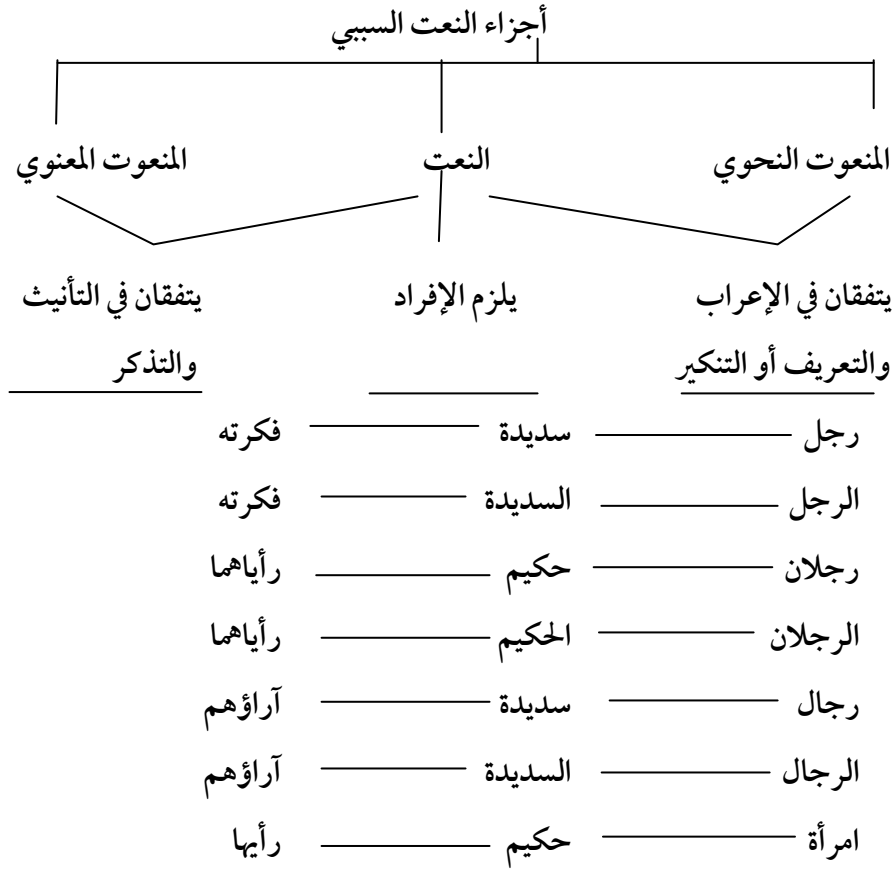 أجزاء النعت السببي
المنعوت النحوي النعت المنعوت المعنوي
يتفقان في الإعراب يلزم الإفراد يتفقان في التأنيث
والتعريف أو التنكير والتذكر
رجل سديدة فكرته
الرجل السديدة فكرته
رجلان حكيم رأياهما
الرجلان الحكيم رأياهما
رجال سديدة آراؤهم
الرجال السديدة آراؤهم
امرأة حكيم رأيها